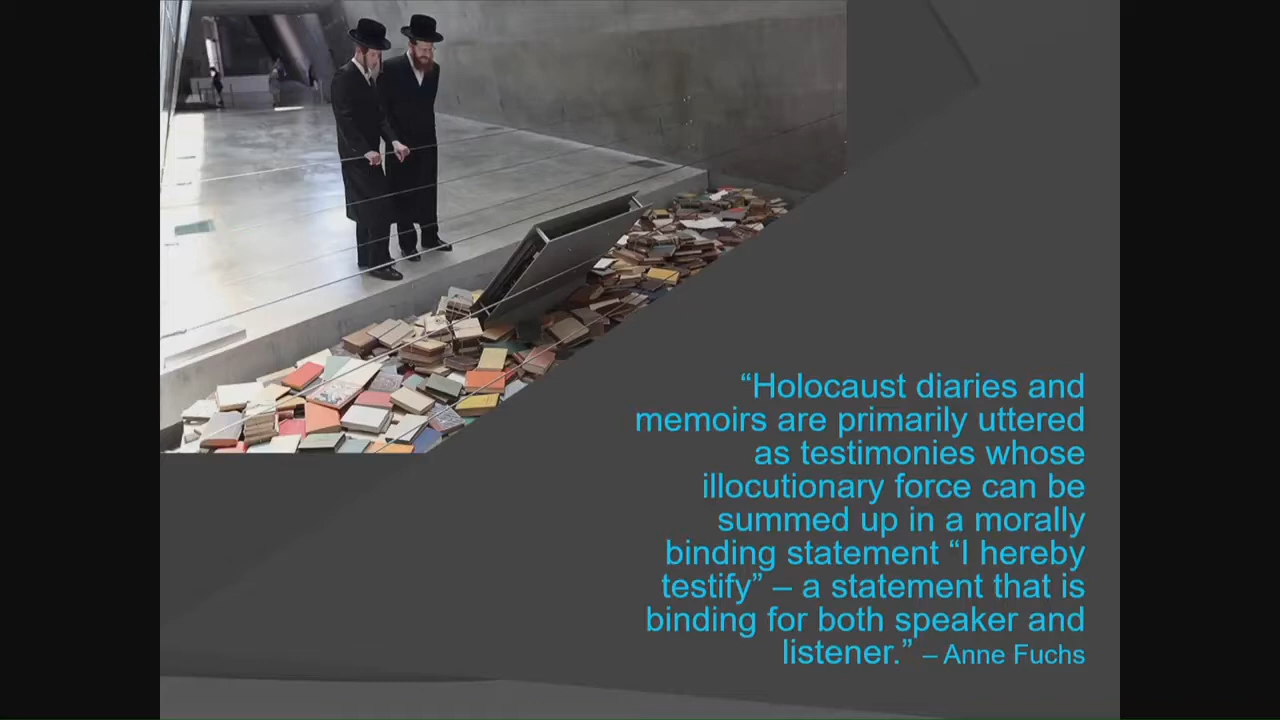 “Holocaust diaries and
memoirs are primarily uttered
as testimonies whose
illocutionary force can be
summed up in a morally
binding statement “I hereby
testify” – a statement that is
binding for both speaker and
listener.” – Anne Fuchs